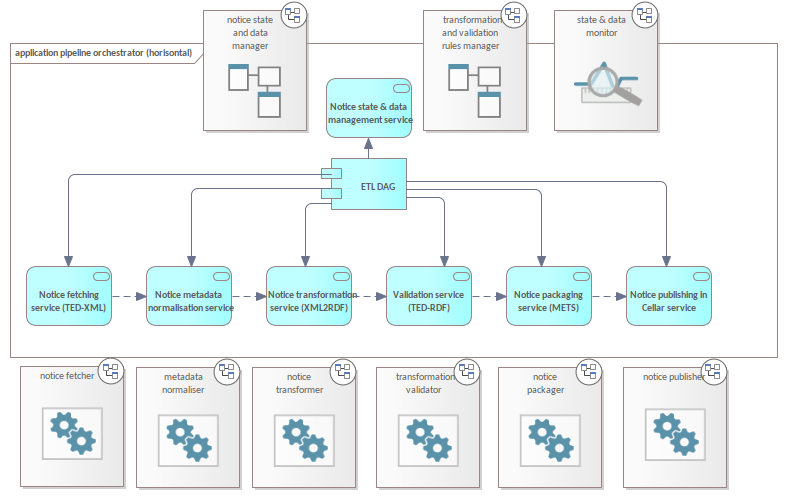 notice state
and data
manager
transformation
and validation
rules manager
state & data
monitor
application pipeline orchestrator (horisontal)
Notice state & data
management service
ETL DAG
Notice fetching
service (TED-XML)
Notice metadata
normalisation service
Notice transformation
service (XML2RDF)
Validation service
(TED-RDF)
Notice packaging
service (METS)
Notice publishing in
Cellar service
notice fetcher
metadata
normaliser
notice
transformer
transformation
validator
notice
packager
notice publisher